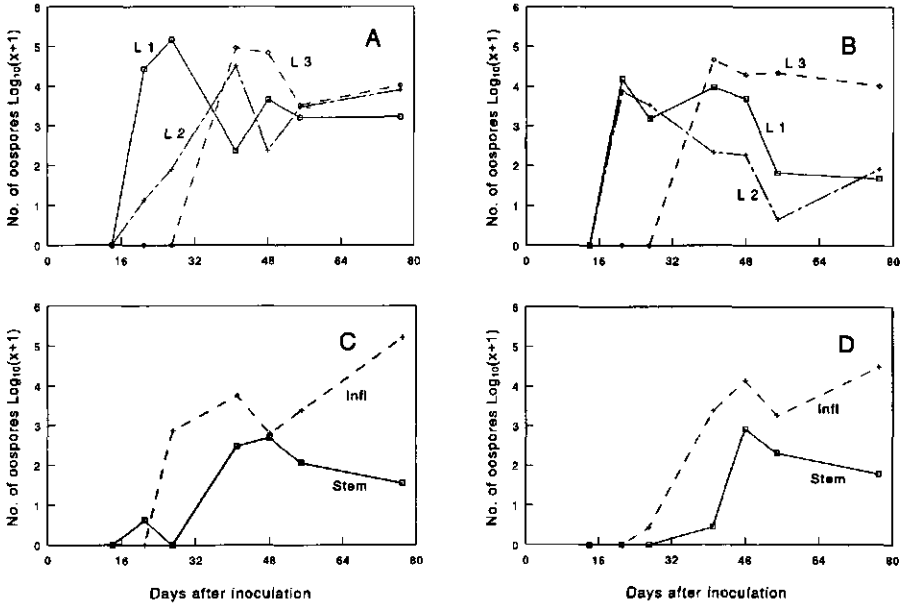 A
No. of oospores Log₁₀(x+1)
6
5
4
3
2
1
0
L 1
L 2
L 3
0 16 32 48 64 80
B
No. of oospores Log₁₀(x+1)
6
5
4
3
2
1
0
L 3
L 1
L 2
0 16 32 48 64 80
C
No. of oospores Log₁₀(x+1)
6
5
4
3
2
1
0
Infl
Stem
0 16 32 48 64 80
Days after inoculation
D
No. of oospores Log₁₀(x+1)
6
5
4
3
2
1
0
Infl
Stem
0 16 32 48 64 80
Days after inoculation